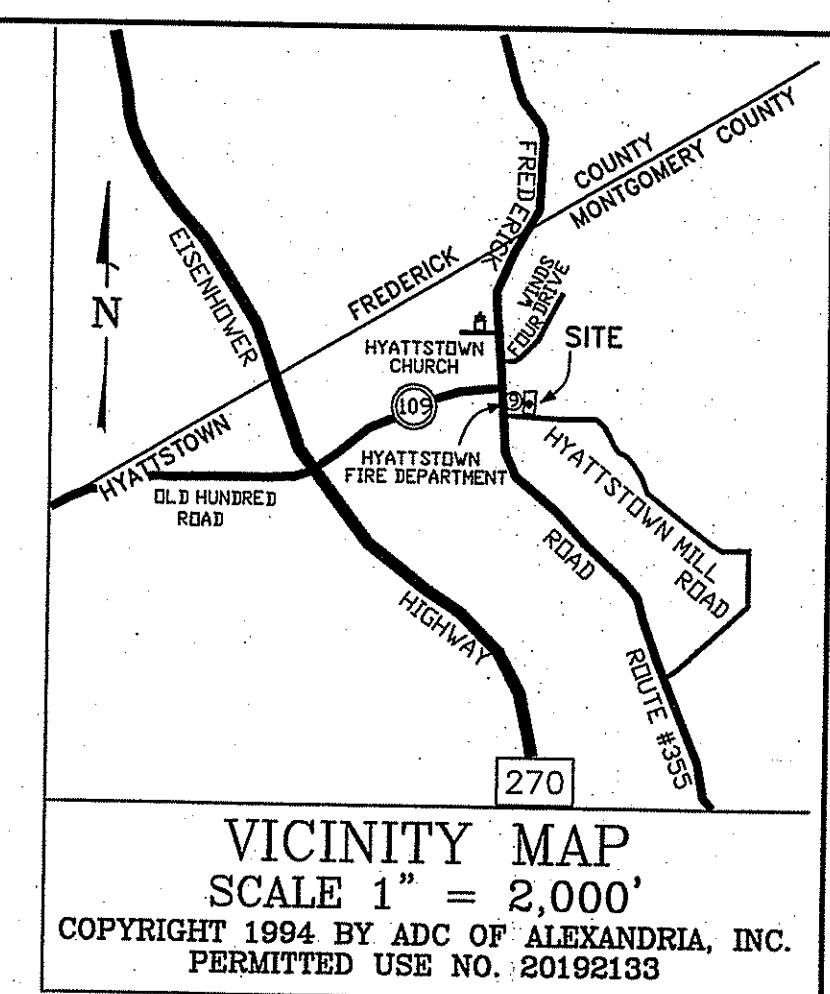 FREDERICK
COUNTY
MONTGOMERY COUNTY
EISENHOWER
FREDERICK
N
WINDS
FOUR DRIVE
HYATTSTOWN
CHURCH
SITE
109
9
HYATTSTOWN
HYATTSTOWN
FIRE DEPARTMENT
OLD HUNDRED
ROAD
HYATTSTOWN MILL
ROAD
ROAD
HIGHWAY
ROUTE #355
270
VICINITY MAP
SCALE 1" = 2,000'
COPYRIGHT 1994 BY ADC OF ALEXANDRIA, INC.
PERMITTED USE NO. 20192133